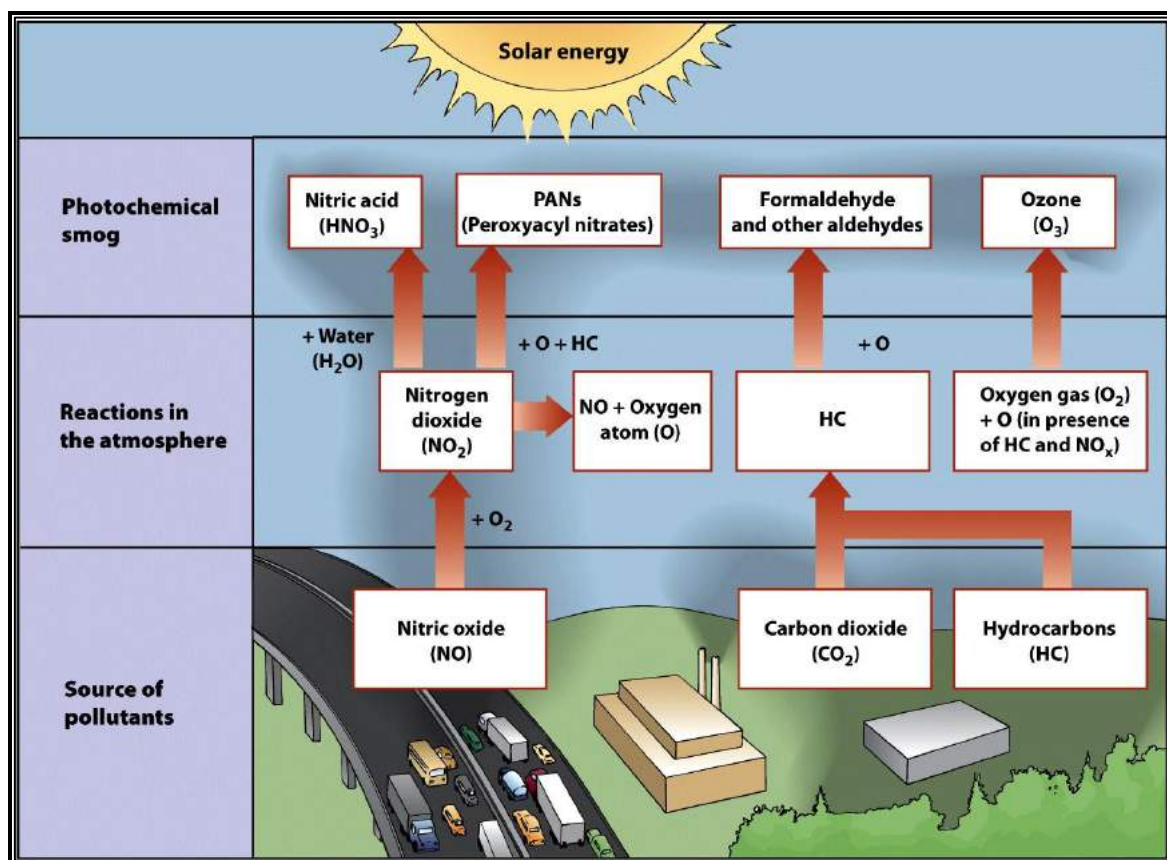 Solar energy
Photochemical
smog
Nitric acid
(HNO₃)
PANs
(Peroxyacyl nitrates)
Formaldehyde
and other aldehydes
Ozone
(O₃)
+ Water
(H₂O)
+ O + HC
+ O
Reactions in
the atmosphere
Nitrogen
dioxide
(NO₂)
NO + Oxygen
atom (O)
HC
Oxygen gas (O₂)
+ O (in presence
of HC and NOₓ)
+ O₂
Source of
pollutants
Nitric oxide
(NO)
Carbon dioxide
(CO₂)
Hydrocarbons
(HC)